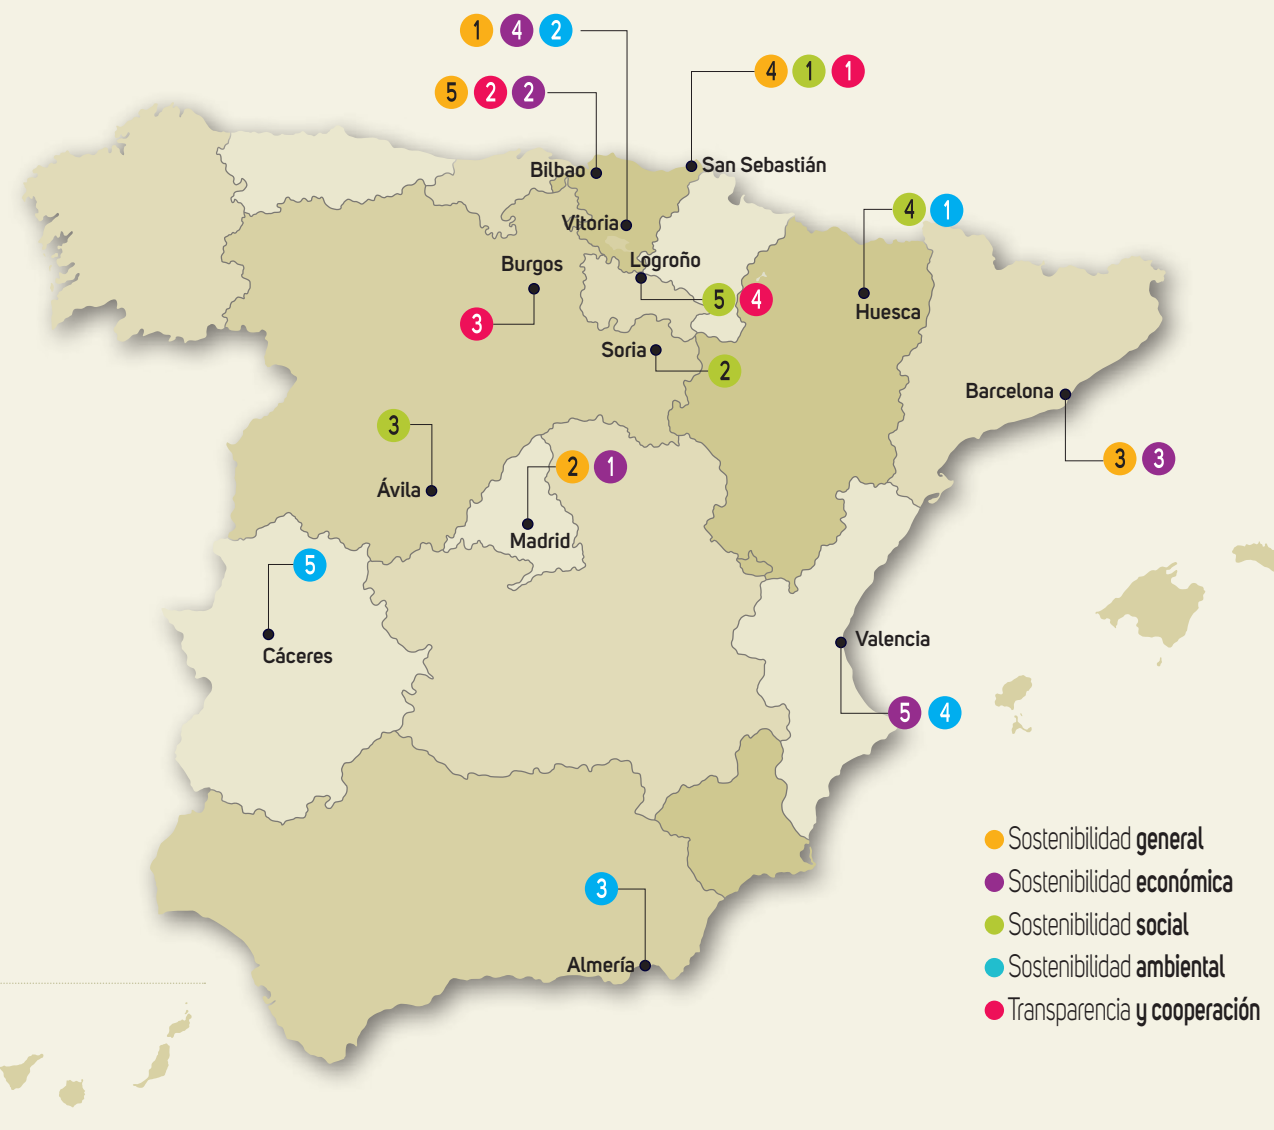 1 4 2
4 1 1
5 2 2
San Sebastián
Bilbao
4 1
Vitoria
Logroño
Burgos
5 4
Huesca
3
Soria
2
Barcelona
3
3 3
2 1
Ávila
Madrid
5
Valencia
Cáceres
5 4
Sostenibilidad general
Sostenibilidad económica
3
Sostenibilidad social
Almería
Sostenibilidad ambiental
Transparencia y cooperación